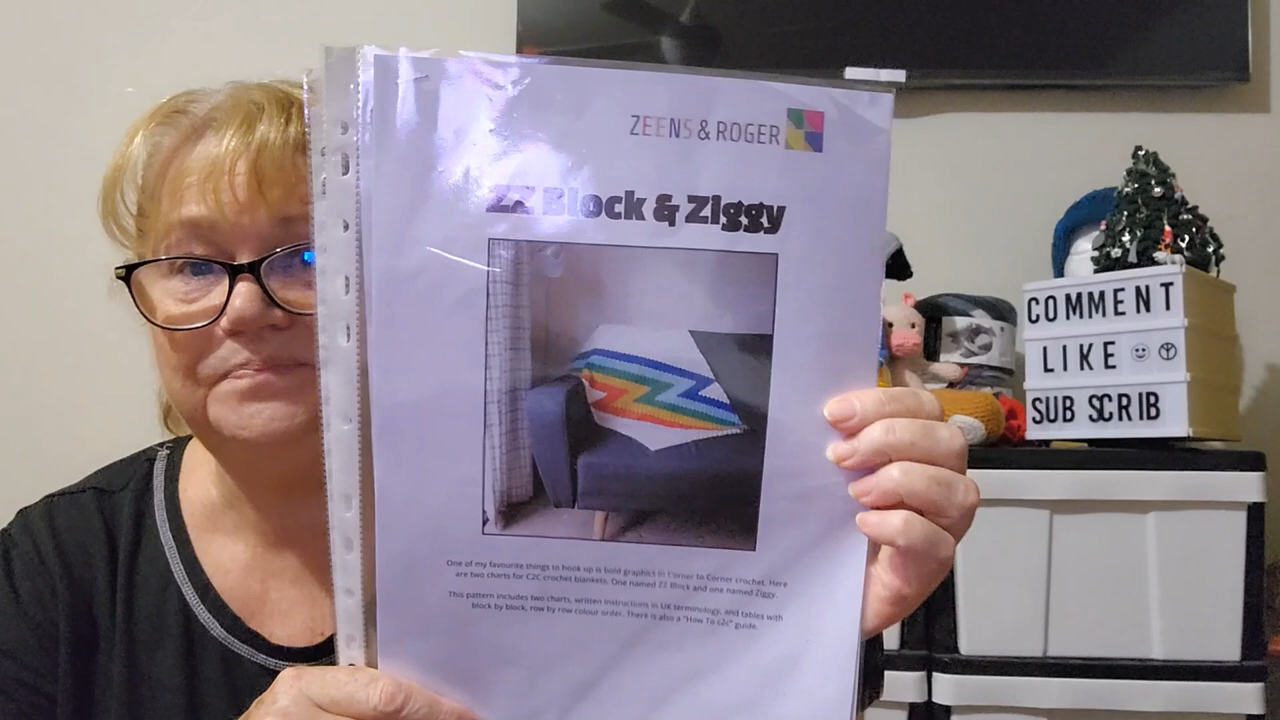 ZEENS & ROGER
ZZ Block & Ziggy
One of my favourite things to hook up is bold graphics in Corner to Corner crochet. Here
are two charts for C2C crochet blankets. One named ZZ Block and one named Ziggy.
This pattern includes two charts, written instructions in UK terminology, and tables with
block by block, row by row colour order. There is also a "How To c2c" guide.
COMMENT
LIKE
SUB SCRIB